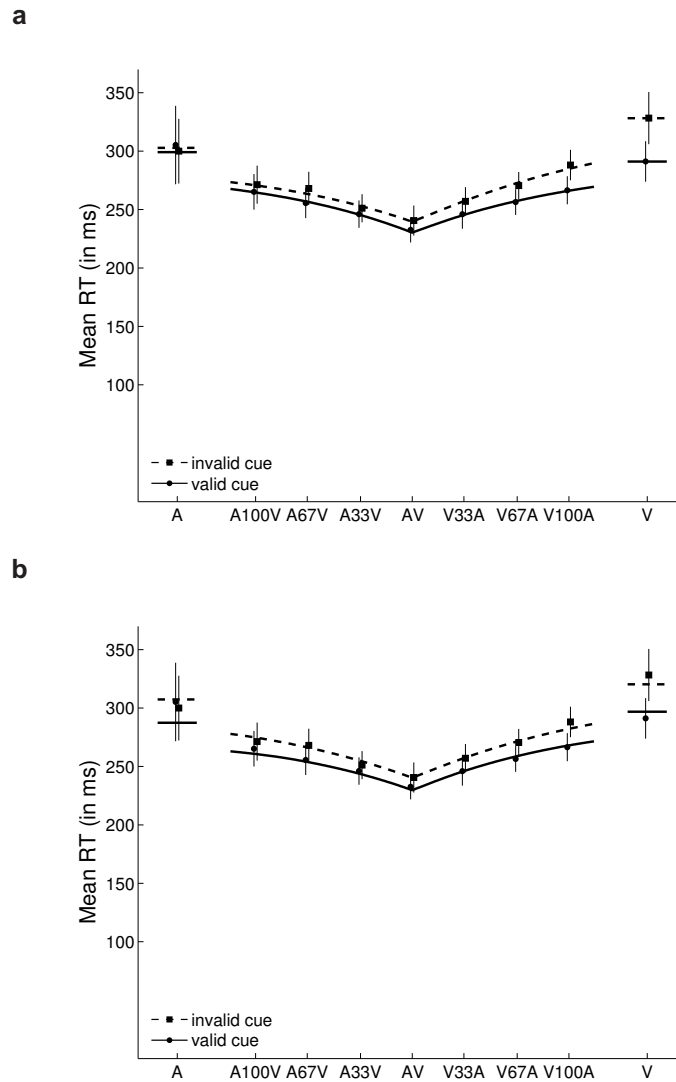 a
Mean RT (in ms)
350
300
250
200
150
100
invalid cue
valid cue
A A100V A67V A33V AV V33A V67A V100A V
b
Mean RT (in ms)
350
300
250
200
150
100
invalid cue
valid cue
A A100V A67V A33V AV V33A V67A V100A V